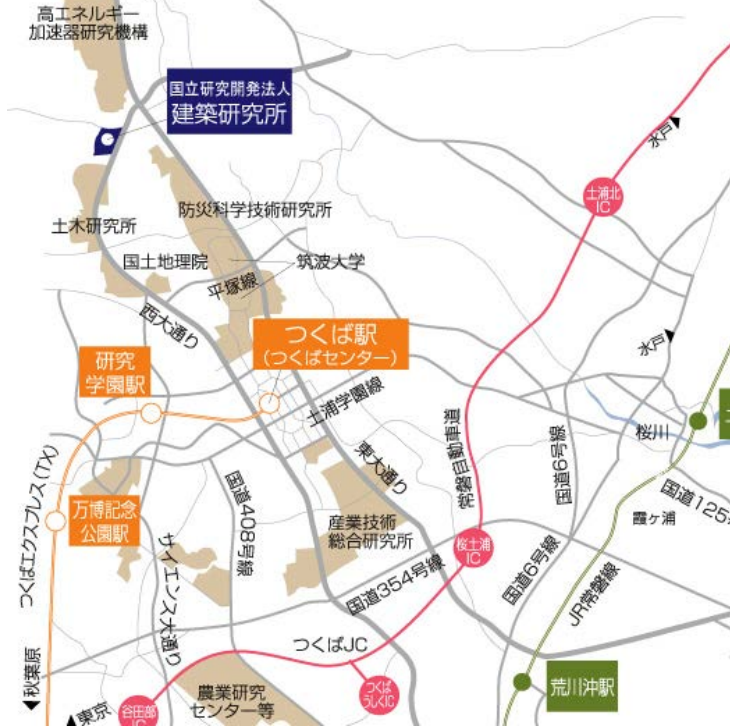 高エネルギー
加速器研究機構
国立研究開発法人
建築研究所
水戸
土浦北
IC
防災科学技術研究所
土木研究所
国土地理院
筑波大学
平塚線
西大通り
つくば駅
(つくばセンター)
水戸
研究
学園駅
土浦学園線
桜川
常磐自動車道
国道6号線
東大通り
つくばエクスプレス(TX)
万博記念
公園駅
国道408号線
産業技術
総合研究所
国道125
霞ヶ浦
サイエンス大通り
桜土浦
IC
国道354号線
国道6号線
JR常磐線
つくばJC
秋葉原
東京
谷田部
IC
農業研究
センター等
つくば
うしくIC
荒川沖駅